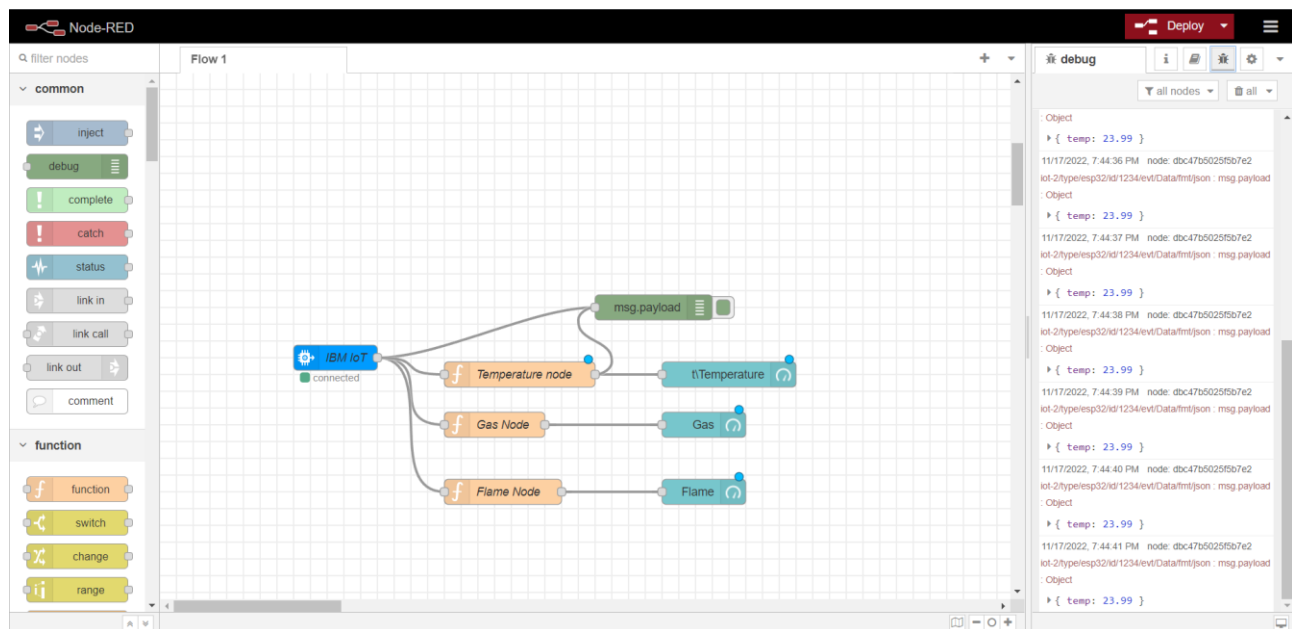 Node-RED
Deploy
filter nodes
Flow 1
debug
i
all nodes
all
common
inject
debug
complete
catch
status
link in
link call
link out
comment
function
function
switch
change
range
msg.payload
IBM IoT
connected
Temperature node
t\Temperature
Gas Node
Gas
Flame Node
Flame
: Object
{ temp: 23.99 }
11/17/2022, 7:44:36 PM node: dbc47b5025f5b7e2
iot-2/type/esp32/id/1234/evt/Data/fmt/json : msg.payload
: Object
{ temp: 23.99 }
11/17/2022, 7:44:37 PM node: dbc47b5025f5b7e2
iot-2/type/esp32/id/1234/evt/Data/fmt/json : msg.payload
: Object
{ temp: 23.99 }
11/17/2022, 7:44:38 PM node: dbc47b5025f5b7e2
iot-2/type/esp32/id/1234/evt/Data/fmt/json : msg.payload
: Object
{ temp: 23.99 }
11/17/2022, 7:44:39 PM node: dbc47b5025f5b7e2
iot-2/type/esp32/id/1234/evt/Data/fmt/json : msg.payload
: Object
{ temp: 23.99 }
11/17/2022, 7:44:40 PM node: dbc47b5025f5b7e2
iot-2/type/esp32/id/1234/evt/Data/fmt/json : msg.payload
: Object
{ temp: 23.99 }
11/17/2022, 7:44:41 PM node: dbc47b5025f5b7e2
iot-2/type/esp32/id/1234/evt/Data/fmt/json : msg.payload
: Object
{ temp: 23.99 }